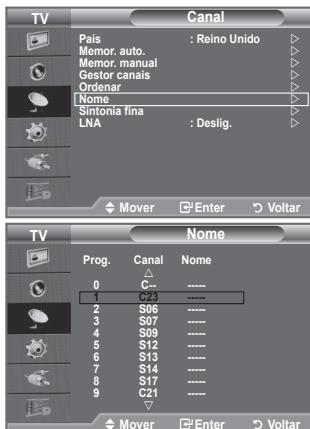 TV Canal
País : Reino Unido
Memor. auto.
Memor. manual
Gestor canais
Ordenar
Nome
Sintonia fina
LNA : Deslig.
Mover Enter Voltar
TV Nome
Prog. Canal Nome
0 C-- -----
1 C23 -----
2 S06 -----
3 S07 -----
4 S09 -----
5 S12 -----
6 S13 -----
7 S14 -----
8 S17 -----
9 C21 -----
Mover Enter Voltar